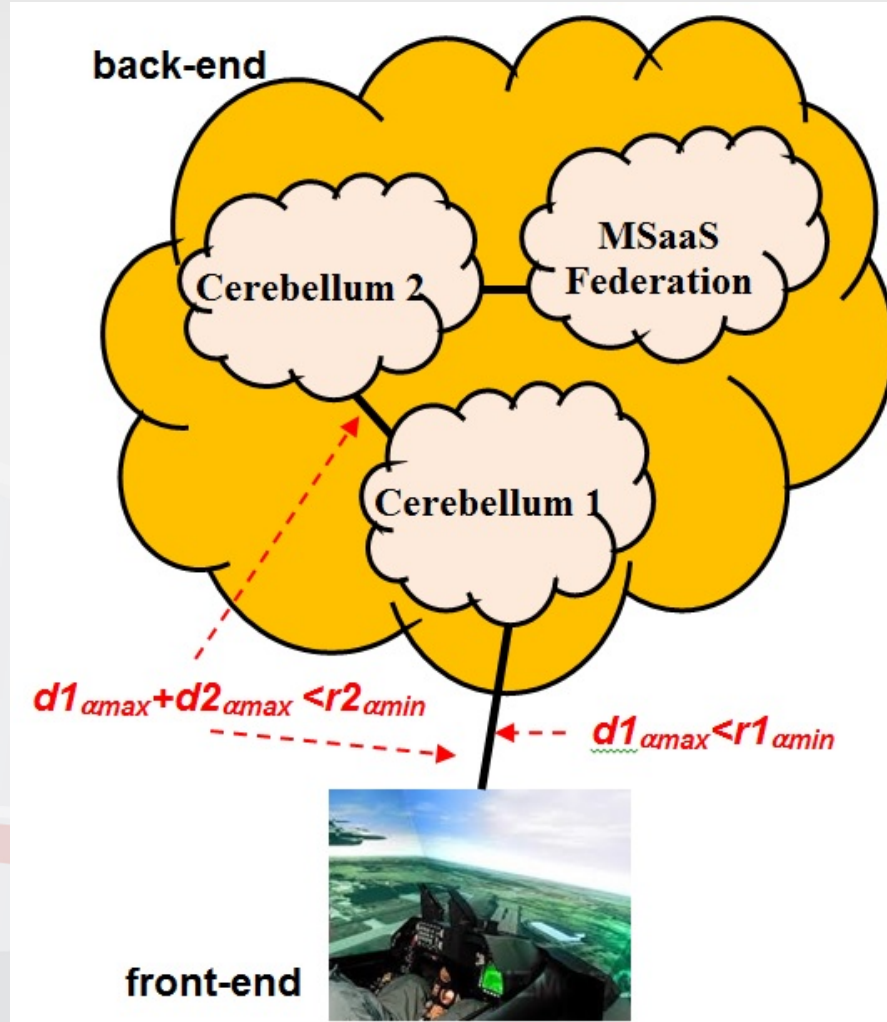 back-end
MSaaS
Federation
Cerebellum 2
Cerebellum 1
d1αmax+d2αmax <r2αmin
d1αmax<r1αmin
front-end